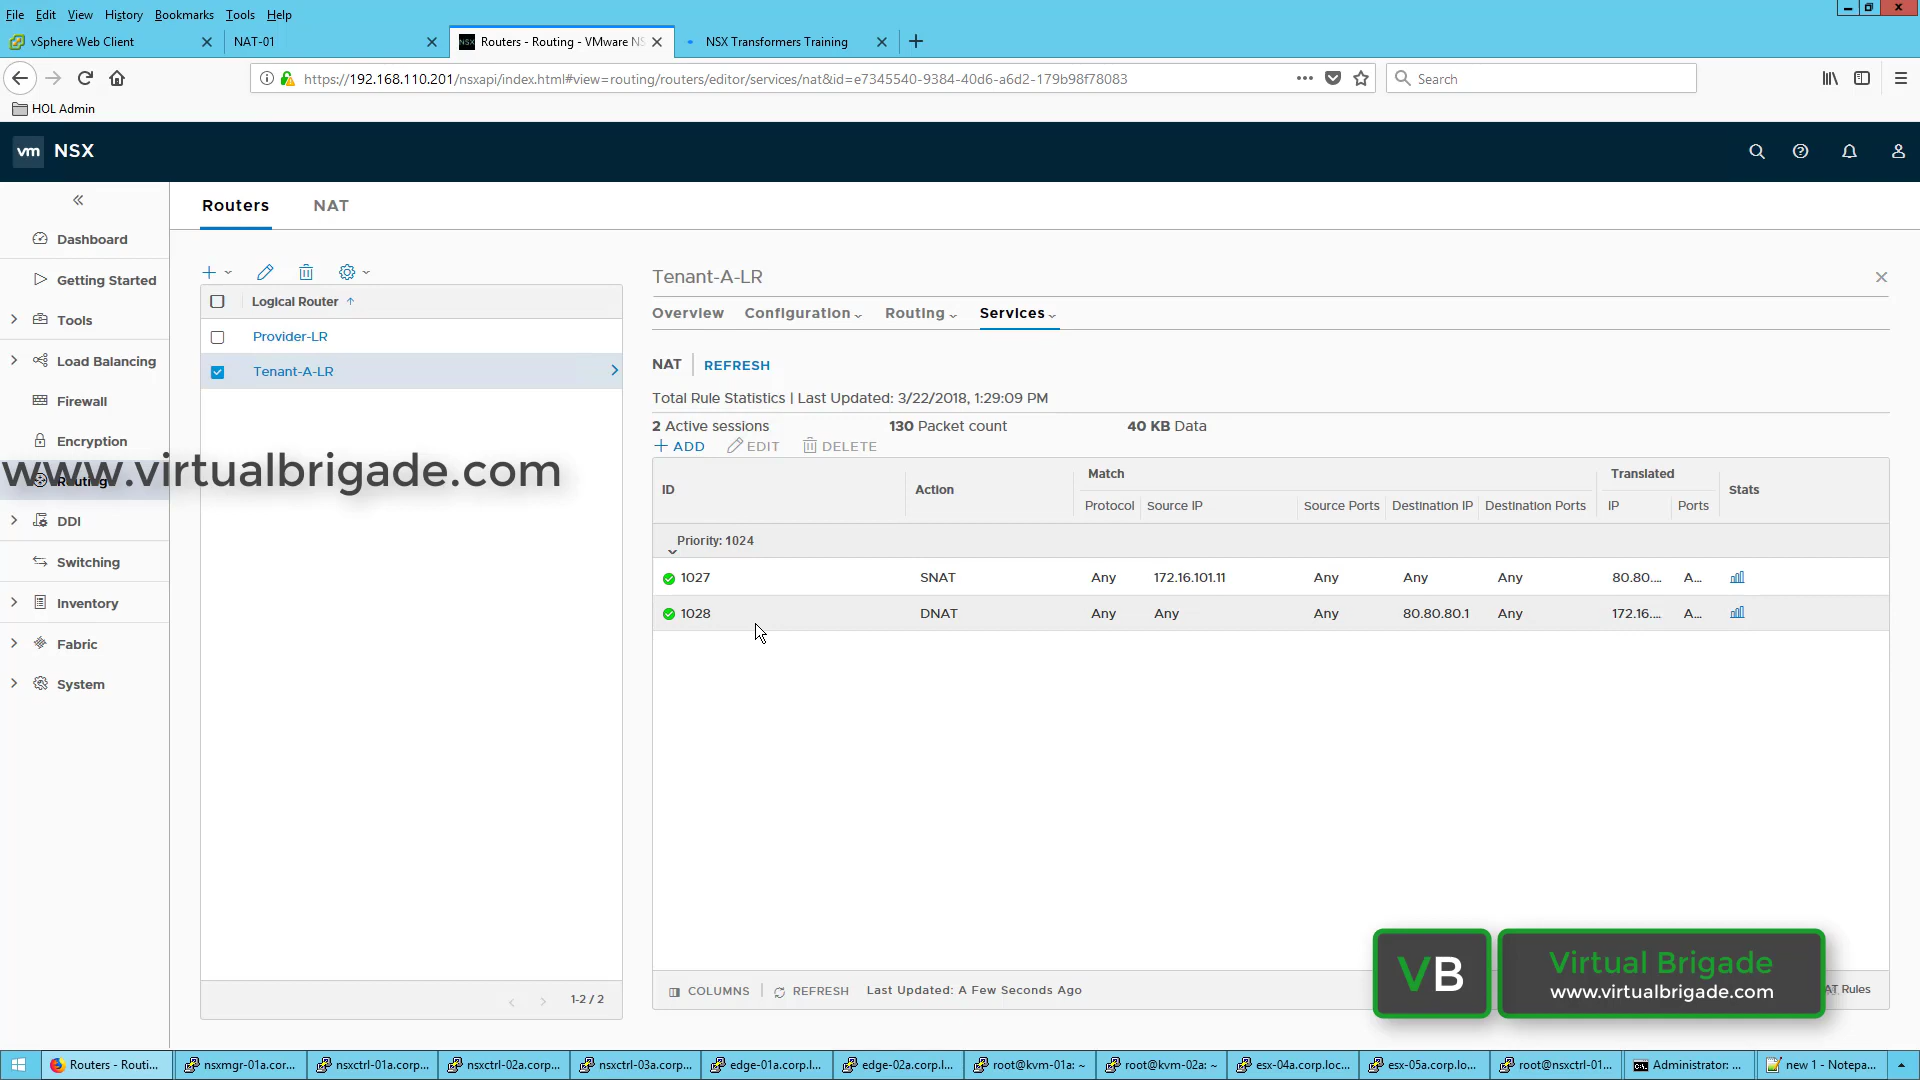 File Edit View History Bookmarks Tools Help
vSphere Web Client
NAT-01
Routers - Routing - VMware NS
NSX Transformers Training
https://192.168.110.201/nsxapi/index.html#view=routing/routers/editor/services/nat&id=e7345540-9384-40d6-a6d2-179b98f78083
Search
HOL Admin
vm NSX
Routers NAT
Dashboard
Getting Started
Tools
Load Balancing
Firewall
Encryption
Routing
DDI
Switching
Inventory
Fabric
System
www.virtualbrigade.com
Logical Router
Provider-LR
Tenant-A-LR
1-2 / 2
Tenant-A-LR
Overview Configuration Routing Services
NAT REFRESH
Total Rule Statistics | Last Updated: 3/22/2018, 1:29:09 PM
2 Active sessions 130 Packet count 40 KB Data
+ ADD EDIT DELETE
ID Action Match Translated Stats
Protocol Source IP Source Ports Destination IP Destination Ports IP Ports
Priority: 1024
1027 SNAT Any 172.16.101.11 Any Any Any 80.80.... A...
1028 DNAT Any Any Any 80.80.80.1 Any 172.16.... A...
COLUMNS REFRESH Last Updated: A Few Seconds Ago
AT Rules
VB
Virtual Brigade
www.virtualbrigade.com
Routers - Routi...
nsxmgr-01a.cor...
nsxctrl-01a.corp...
nsxctrl-02a.corp...
nsxctrl-03a.corp...
edge-01a.corp.l...
edge-02a.corp.l...
root@kvm-01a: ~
root@kvm-02a: ~
esx-04a.corp.loc...
esx-05a.corp.lo...
root@nsxctrl-01...
Administrator: ...
new 1 - Notepa...